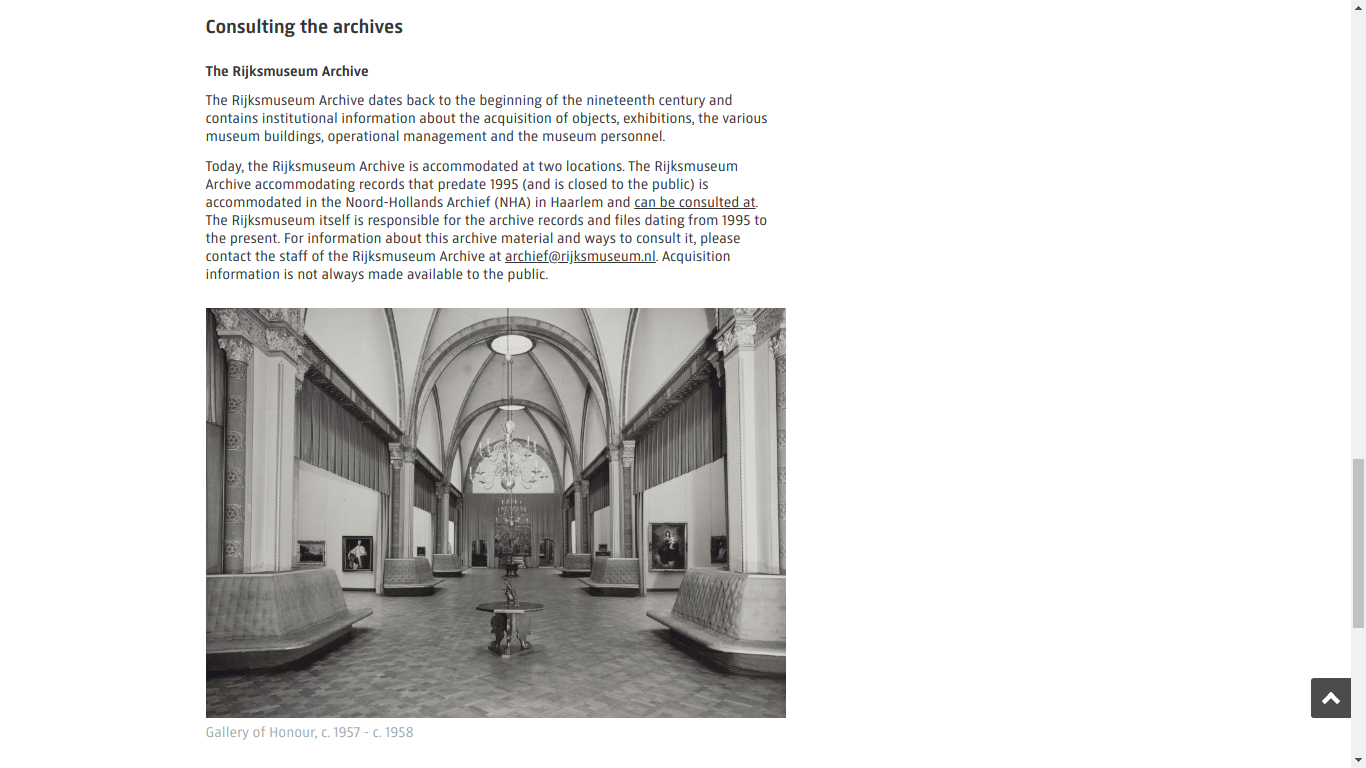 Consulting the archives
The Rijksmuseum Archive
The Rijksmuseum Archive dates back to the beginning of the nineteenth century and
contains institutional information about the acquisition of objects, exhibitions, the various
museum buildings, operational management and the museum personnel.
Today, the Rijksmuseum Archive is accommodated at two locations. The Rijksmuseum
Archive accommodating records that predate 1995 (and is closed to the public) is
accommodated in the Noord-Hollands Archief (NHA) in Haarlem and can be consulted at.
The Rijksmuseum itself is responsible for the archive records and files dating from 1995 to
the present. For information about this archive material and ways to consult it, please
contact the staff of the Rijksmuseum Archive at archief@rijksmuseum.nl. Acquisition
information is not always made available to the public.
Gallery of Honour, c. 1957 - c. 1958